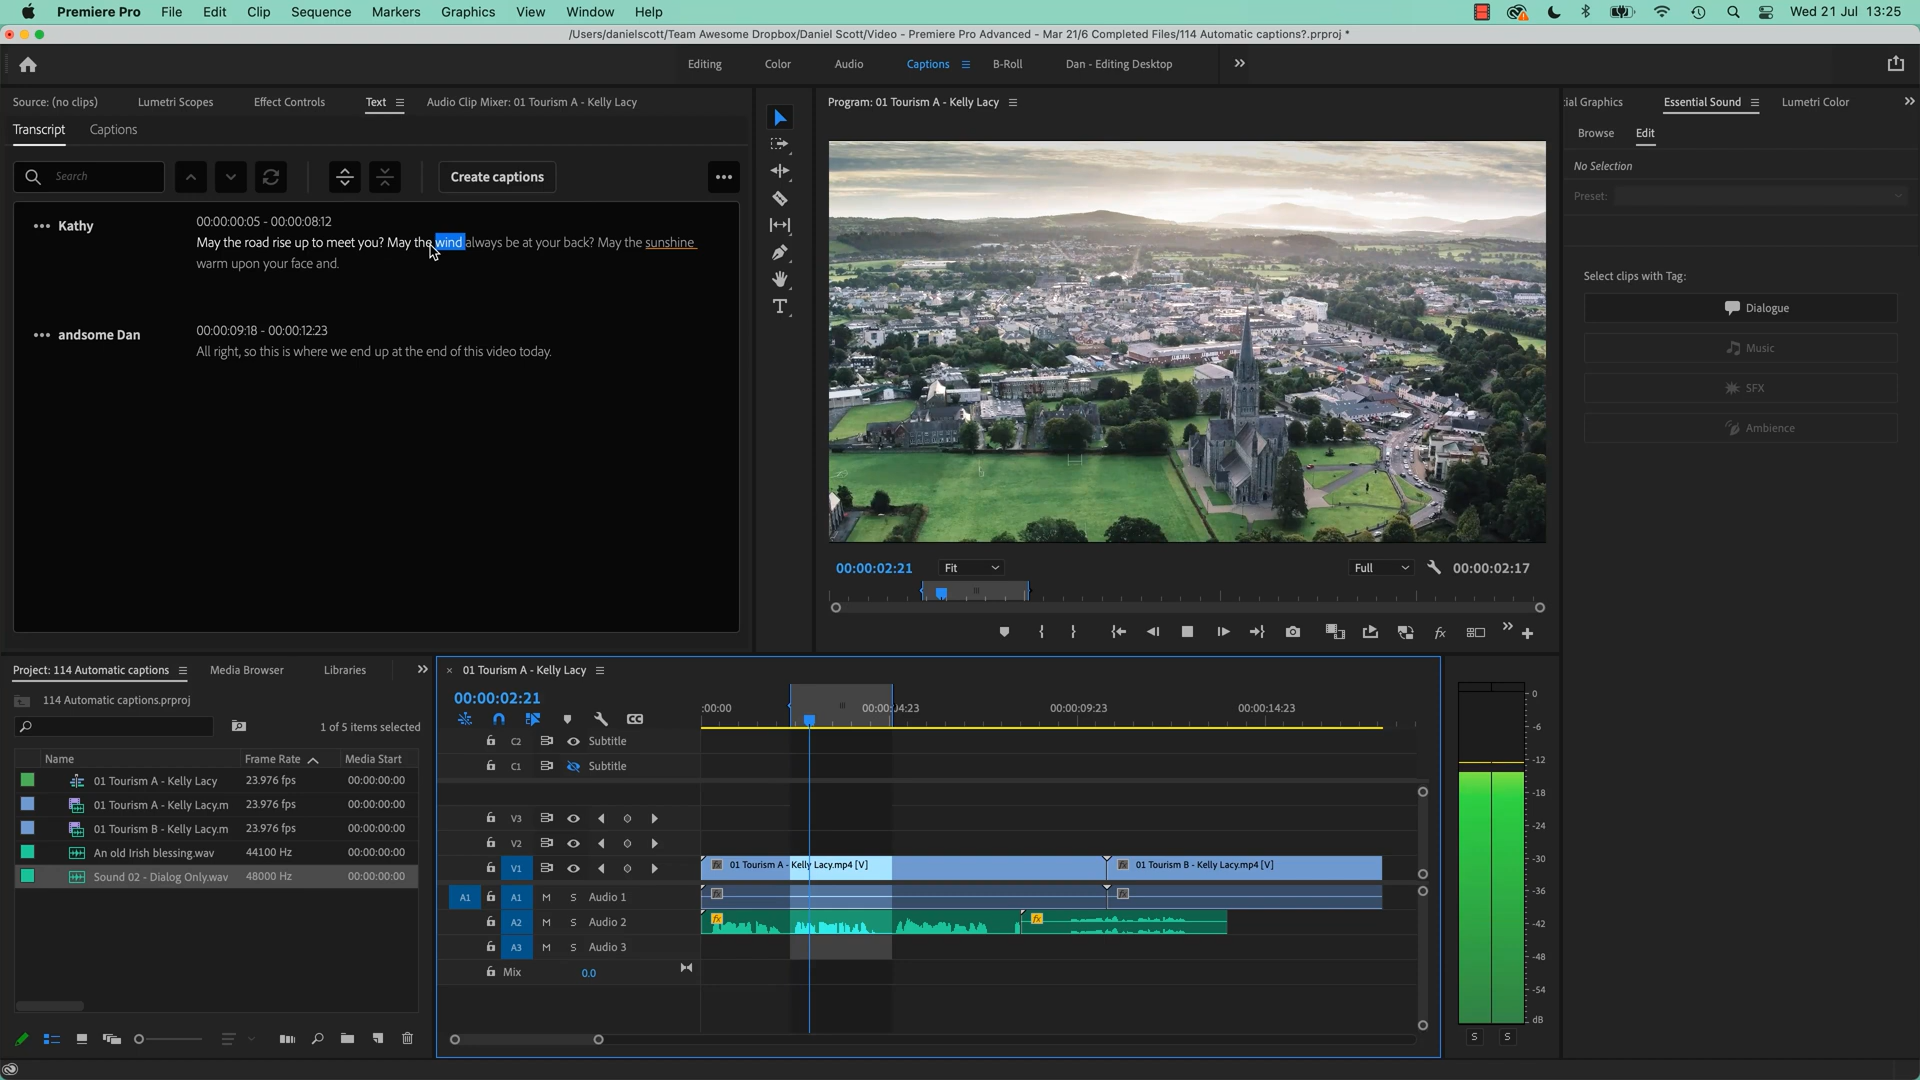 Premiere Pro File Edit Clip Sequence Markers Graphics View Window Help Wed 21 Jul 13:25
/Users/danielscott/Team Awesome Dropbox/Daniel Scott/Video - Premiere Pro Advanced - Mar 21/6 Completed Files/114 Automatic captions?.prproj *
Editing Color Audio Captions B-Roll Dan - Editing Desktop
Source: (no clips) Lumetri Scopes Effect Controls Text Audio Clip Mixer: 01 Tourism A - Kelly Lacy
Program: 01 Tourism A - Kelly Lacy
ial Graphics Essential Sound Lumetri Color
Transcript Captions
Browse Edit
Search Create captions
No Selection
Preset:
Kathy 00:00:00:05 - 00:00:08:12
May the road rise up to meet you? May the wind always be at your back? May the sunshine
warm upon your face and.
andsome Dan 00:00:09:18 - 00:00:12:23
All right, so this is where we end up at the end of this video today.
Select clips with Tag:
Dialogue
Music
SFX
Ambience
00:00:02:21 Fit Full 00:00:02:17
Project: 114 Automatic captions Media Browser Libraries
114 Automatic captions.prproj
1 of 5 items selected
Name Frame Rate Media Start
01 Tourism A - Kelly Lacy 23.976 fps 00:00:00:00
01 Tourism A - Kelly Lacy.m 23.976 fps 00:00:00:00
01 Tourism B - Kelly Lacy.m 23.976 fps 00:00:00:00
An old Irish blessing.wav 44100 Hz 00:00:00:00
Sound 02 - Dialog Only.wav 48000 Hz 00:00:00:00
× 01 Tourism A - Kelly Lacy
00:00:02:21
:00:00 00:00:04:23 00:00:09:23 00:00:14:23
C2 Subtitle
C1 Subtitle
V3
V2
V1 01 Tourism A - Kelly Lacy.mp4 [V] 01 Tourism B - Kelly Lacy.mp4 [V]
A1 A1 M S Audio 1
A2 M S Audio 2
A3 M S Audio 3
Mix 0.0
fx fx
0
-6
-12
-18
-24
-30
-36
-42
-48
-54
dB
S S